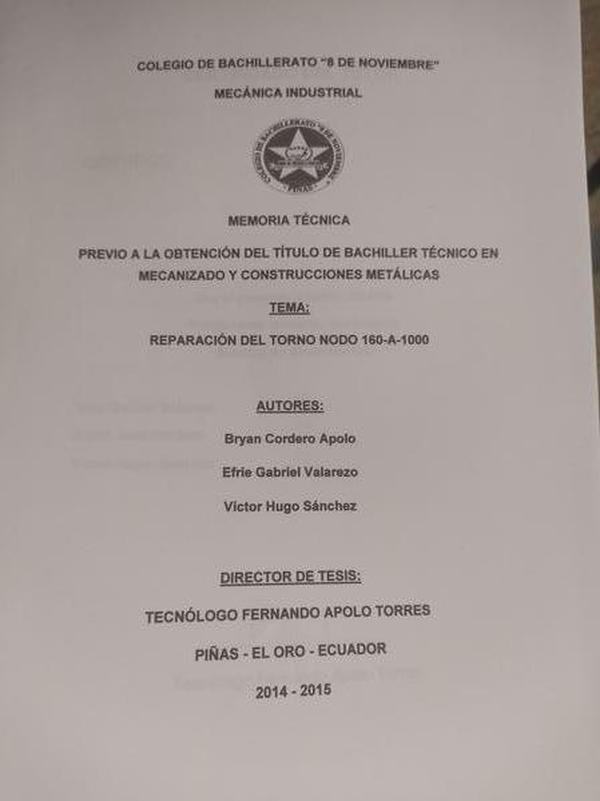 COLEGIO DE BACHILLERATO "8 DE NOVIEMBRE"
MECÁNICA INDUSTRIAL
COLEGIO DE BACHILLERATO "8 DE NOVIEMBRE"
PIÑAS
MEMORIA TÉCNICA
PREVIO A LA OBTENCIÓN DEL TÍTULO DE BACHILLER TÉCNICO EN
MECANIZADO Y CONSTRUCCIONES METÁLICAS
TEMA:
REPARACIÓN DEL TORNO NODO 160-A-1000
AUTORES:
Bryan Cordero Apolo
Efrie Gabriel Valarezo
Víctor Hugo Sánchez
DIRECTOR DE TESIS:
TECNÓLOGO FERNANDO APOLO TORRES
PIÑAS - EL ORO - ECUADOR
2014 - 2015